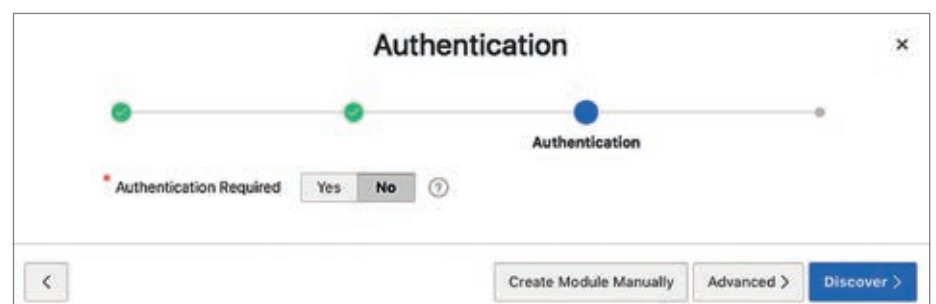 Authentication
×
Authentication
* Authentication Required Yes No ?
< Create Module Manually Advanced > Discover >